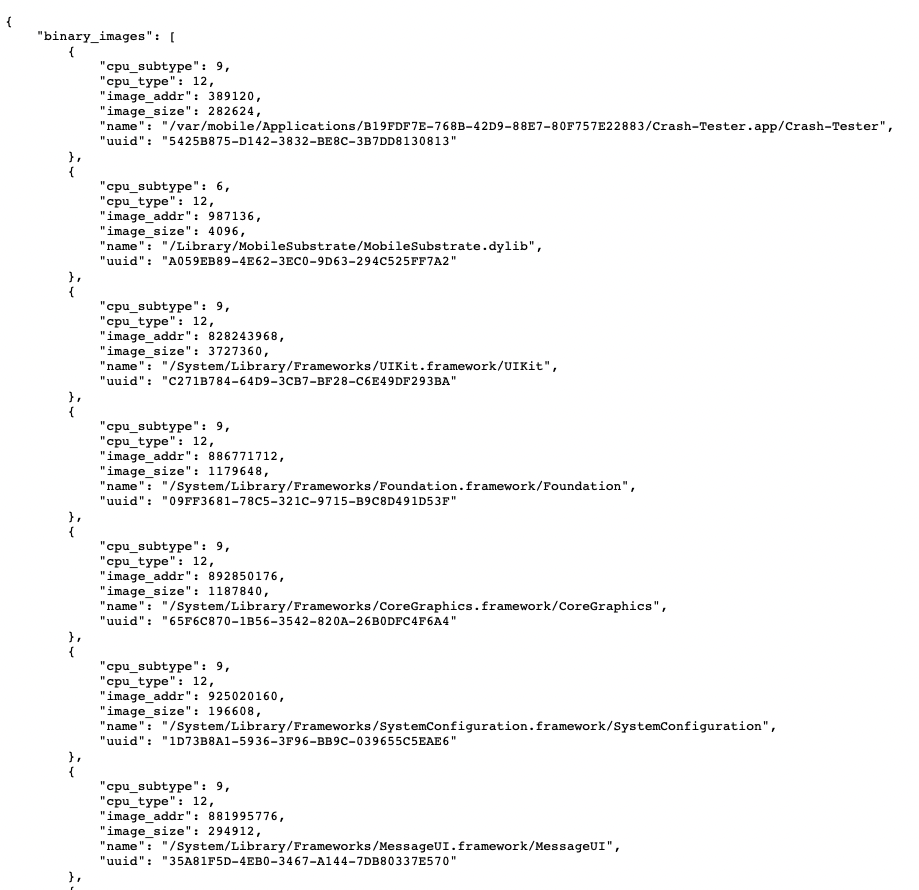 {
    "binary_images": [
        {
            "cpu_subtype": 9,
            "cpu_type": 12,
            "image_addr": 389120,
            "image_size": 282624,
            "name": "/var/mobile/Applications/B19FDF7E-768B-42D9-88E7-80F757E22883/Crash-Tester.app/Crash-Tester",
            "uuid": "5425B875-D142-3832-BE8C-3B7DD8130813"
        },
        {
            "cpu_subtype": 6,
            "cpu_type": 12,
            "image_addr": 987136,
            "image_size": 4096,
            "name": "/Library/MobileSubstrate/MobileSubstrate.dylib",
            "uuid": "A059EB89-4E62-3EC0-9D63-294C525FF7A2"
        },
        {
            "cpu_subtype": 9,
            "cpu_type": 12,
            "image_addr": 828243968,
            "image_size": 3727360,
            "name": "/System/Library/Frameworks/UIKit.framework/UIKit",
            "uuid": "C271B784-64D9-3CB7-BF28-C6E49DF293BA"
        },
        {
            "cpu_subtype": 9,
            "cpu_type": 12,
            "image_addr": 886771712,
            "image_size": 1179648,
            "name": "/System/Library/Frameworks/Foundation.framework/Foundation",
            "uuid": "09FF3681-78C5-321C-9715-B9C8D491D53F"
        },
        {
            "cpu_subtype": 9,
            "cpu_type": 12,
            "image_addr": 892850176,
            "image_size": 1187840,
            "name": "/System/Library/Frameworks/CoreGraphics.framework/CoreGraphics",
            "uuid": "65F6C870-1B56-3542-820A-26B0DFC4F6A4"
        },
        {
            "cpu_subtype": 9,
            "cpu_type": 12,
            "image_addr": 925020160,
            "image_size": 196608,
            "name": "/System/Library/Frameworks/SystemConfiguration.framework/SystemConfiguration",
            "uuid": "1D73B8A1-5936-3F96-BB9C-039655C5EAE6"
        },
        {
            "cpu_subtype": 9,
            "cpu_type": 12,
            "image_addr": 881995776,
            "image_size": 294912,
            "name": "/System/Library/Frameworks/MessageUI.framework/MessageUI",
            "uuid": "35A81F5D-4EB0-3467-A144-7DB80337E570"
        },